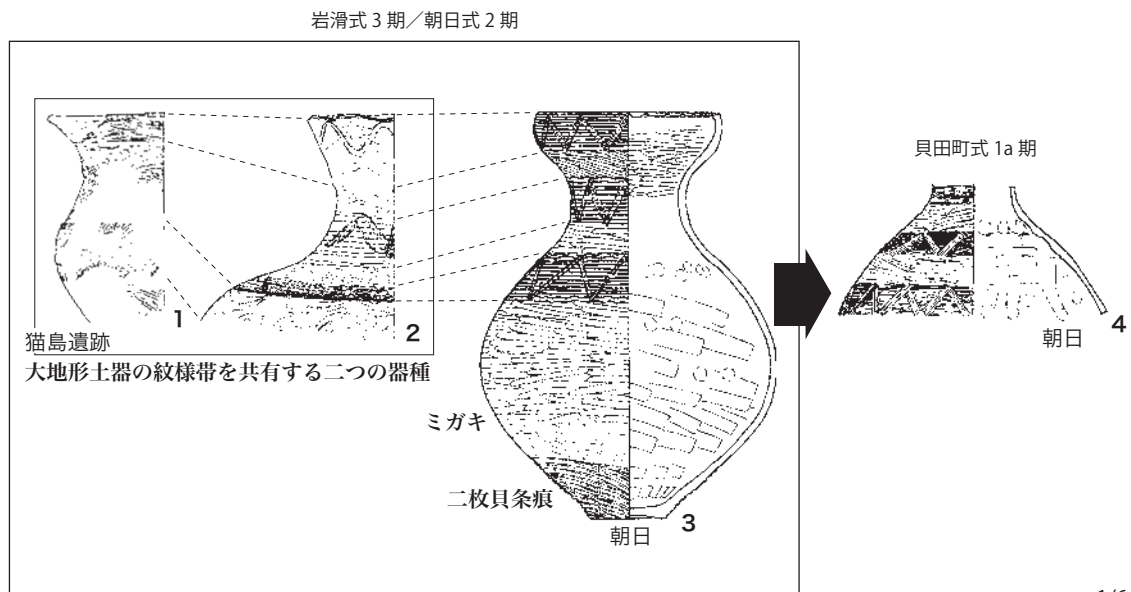 岩滑式 3 期／朝日式 2 期
貝田町式 1a 期
1
2
猫島遺跡
大地形土器の紋様帯を共有する二つの器種
ミガキ
二枚貝条痕
3
朝日
4
朝日